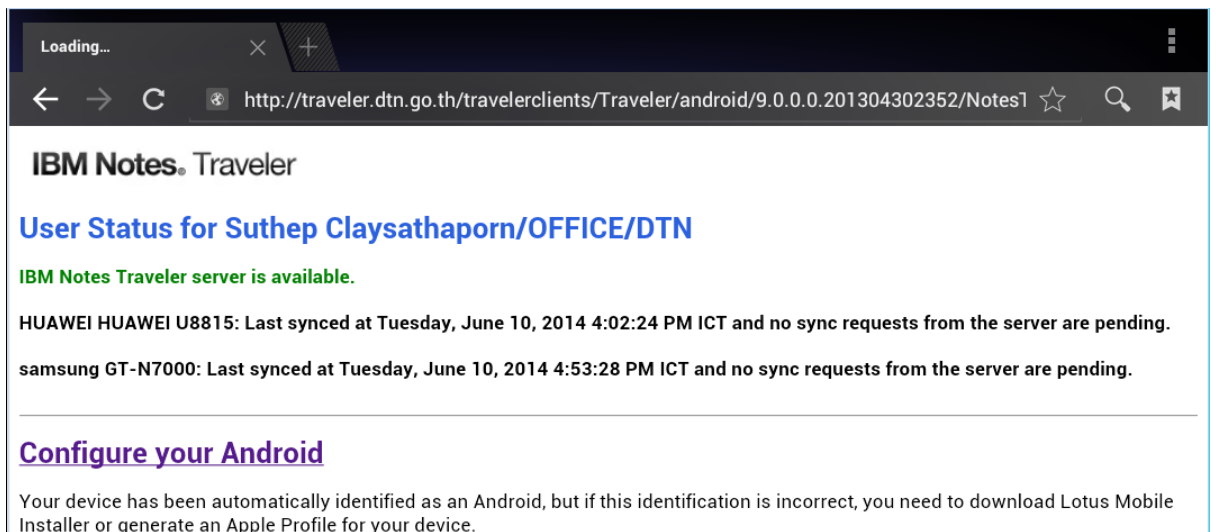 Loading...
http://traveler.dtn.go.th/travelerclients/Traveler/android/9.0.0.0.201304302352/Notes
IBM Notes® Traveler
User Status for Suthep Claysathaporn/OFFICE/DTN
IBM Notes Traveler server is available.
HUAWEI HUAWEI U8815: Last synced at Tuesday, June 10, 2014 4:02:24 PM ICT and no sync requests from the server are pending.
samsung GT-N7000: Last synced at Tuesday, June 10, 2014 4:53:28 PM ICT and no sync requests from the server are pending.
Configure your Android
Your device has been automatically identified as an Android, but if this identification is incorrect, you need to download Lotus Mobile
Installer or generate an Apple Profile for your device.